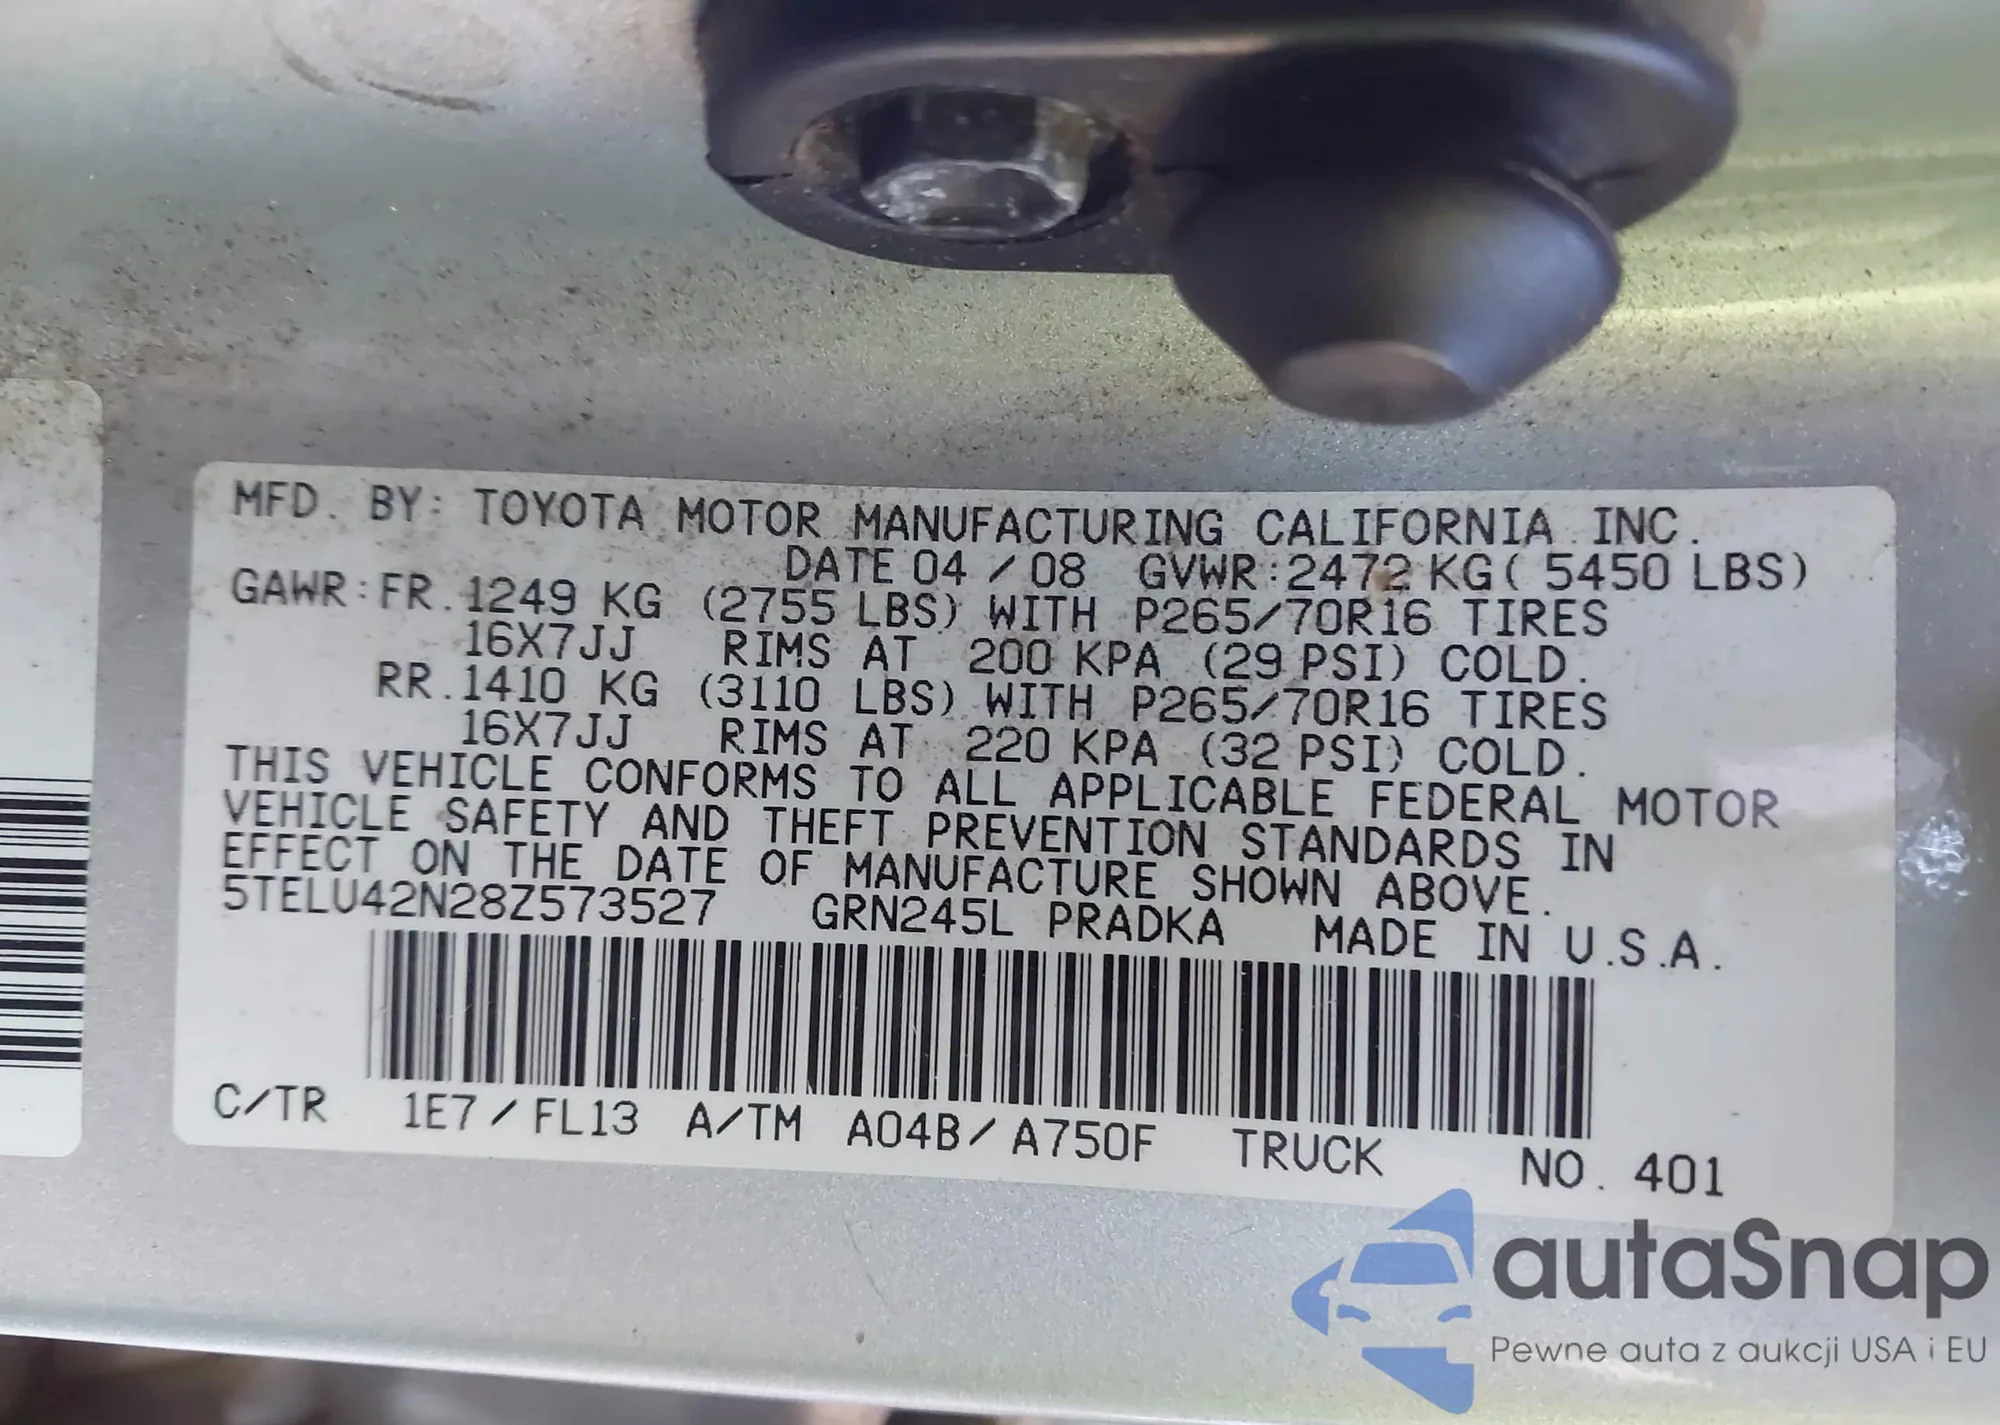 MFD. BY: TOYOTA MOTOR MANUFACTURING CALIFORNIA INC.
DATE 04 / 08 GVWR:2472 KG( 5450 LBS)
GAWR:FR.1249 KG (2755 LBS) WITH P265/70R16 TIRES
16X7JJ RIMS AT 200 KPA (29 PSI) COLD.
RR.1410 KG (3110 LBS) WITH P265/70R16 TIRES
16X7JJ RIMS AT 220 KPA (32 PSI) COLD.
THIS VEHICLE CONFORMS TO ALL APPLICABLE FEDERAL MOTOR
VEHICLE SAFETY AND THEFT PREVENTION STANDARDS IN
EFFECT ON THE DATE OF MANUFACTURE SHOWN ABOVE.
5TELU42N28Z573527 GRN245L PRADKA MADE IN U.S.A.
C/TR 1E7/FL13 A/TM A04B/A750F TRUCK NO. 401
autaSnap
Pewne auta z aukcji USA i EU